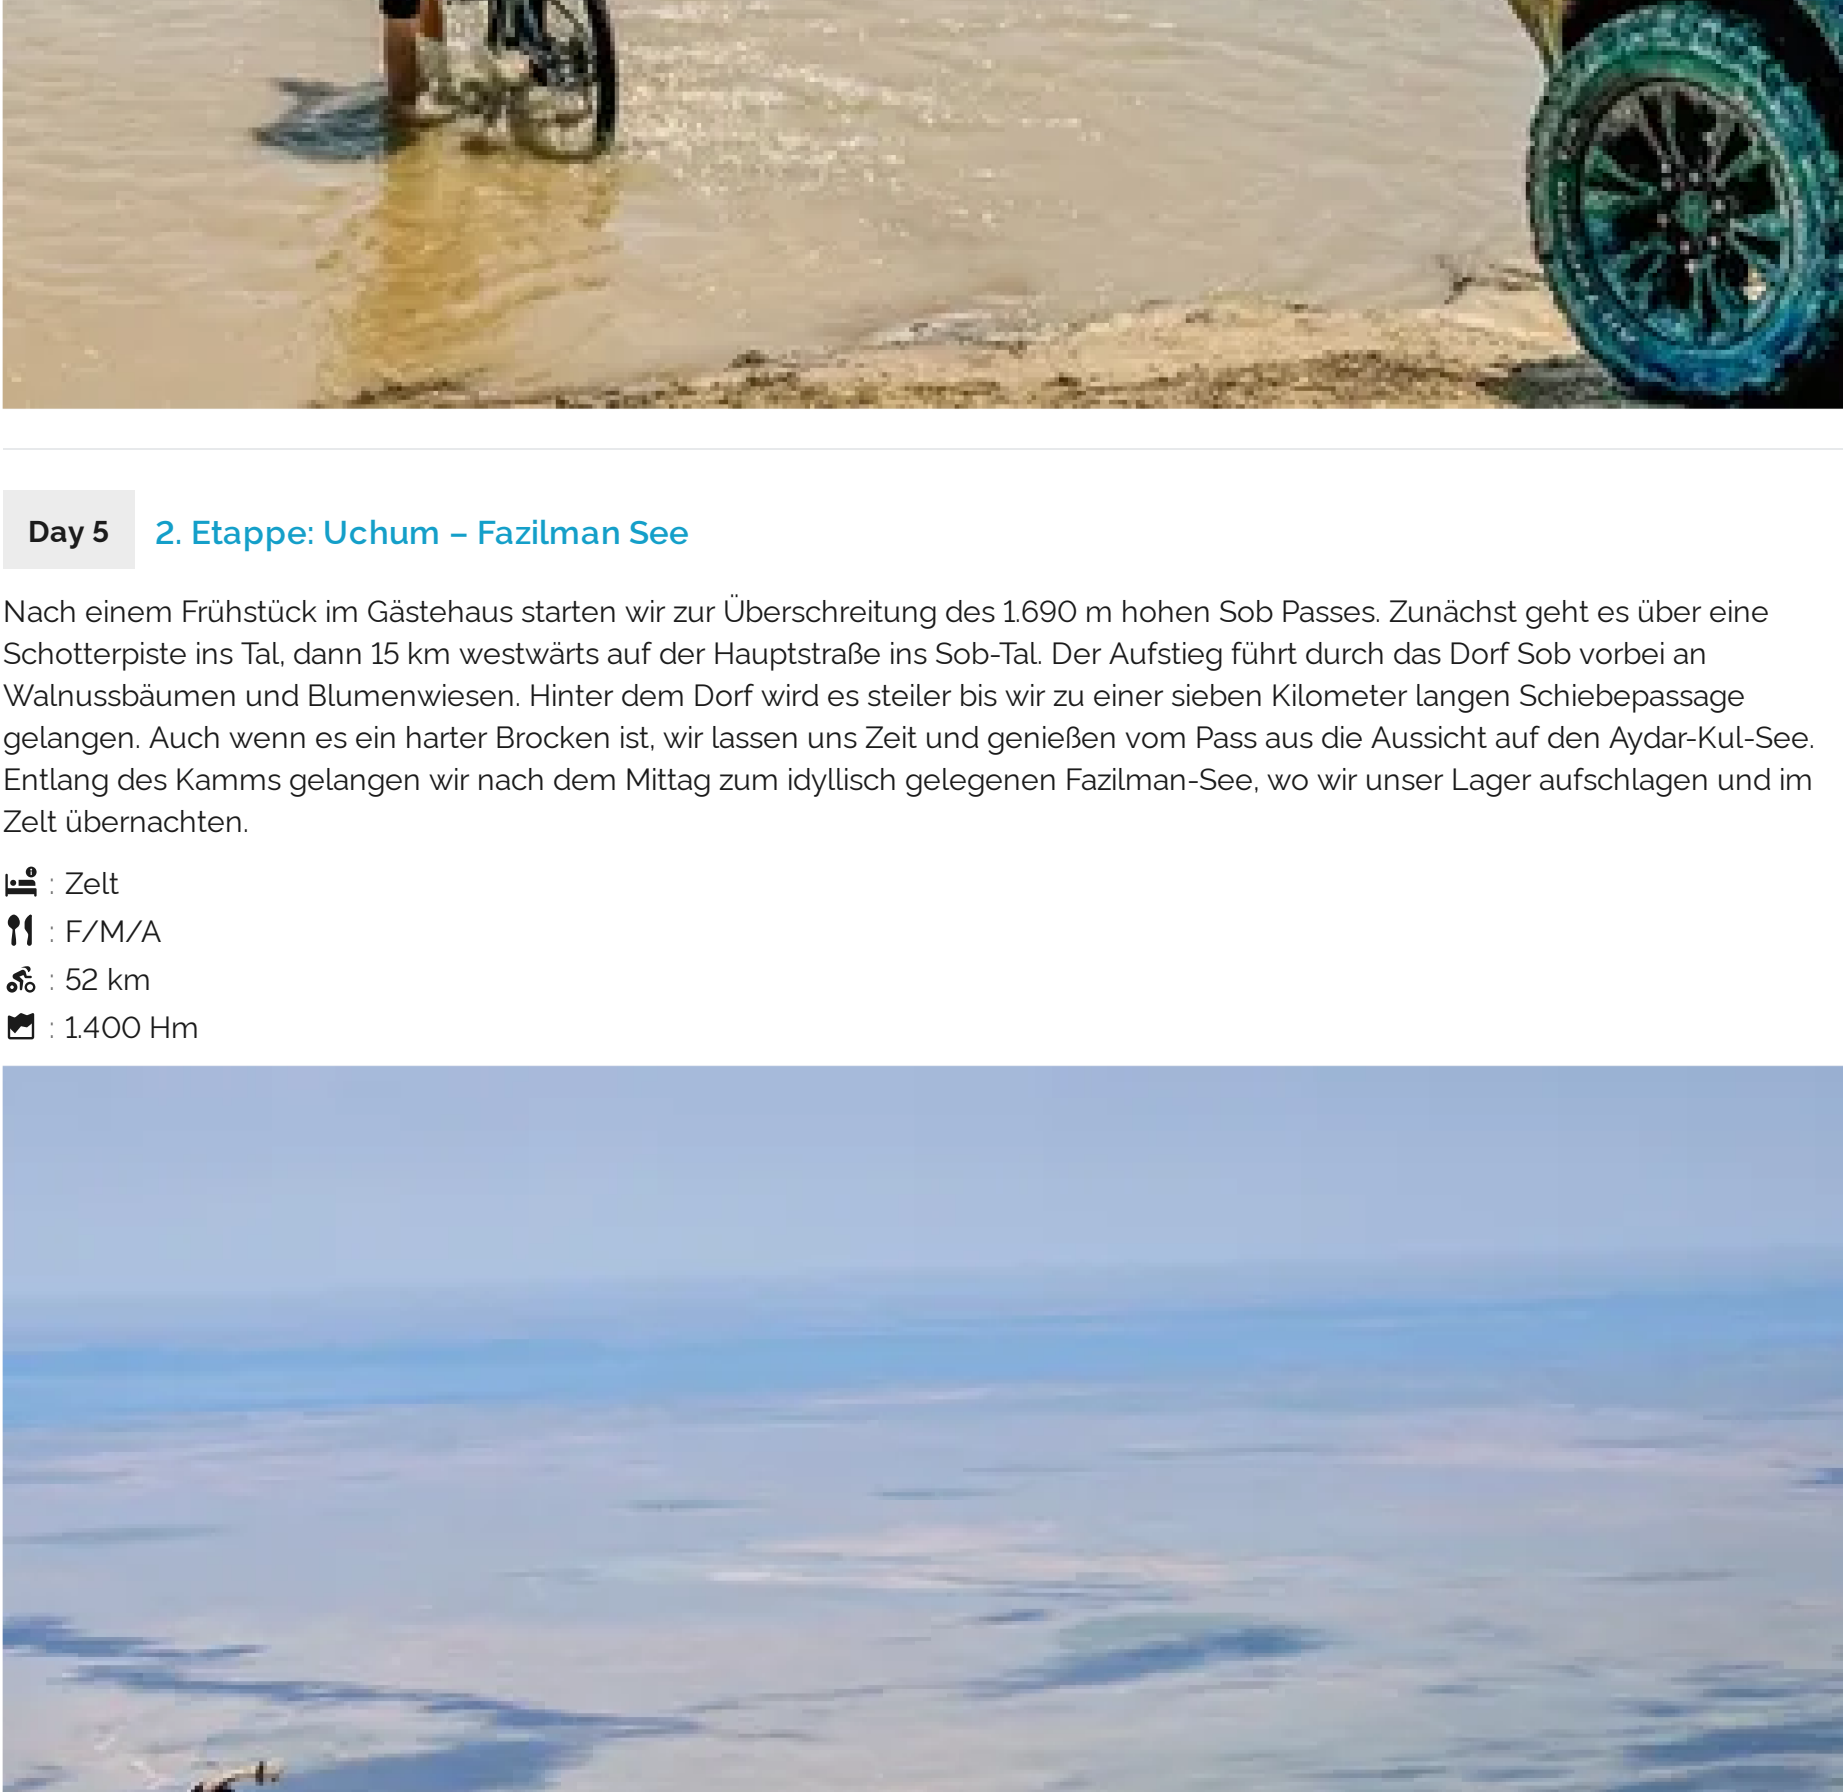 Day 5
2. Etappe: Uchum – Fazilman See
Nach einem Frühstück im Gästehaus starten wir zur Überschreitung des 1.690 m hohen Sob Passes. Zunächst geht es über eine
Schotterpiste ins Tal, dann 15 km westwärts auf der Hauptstraße ins Sob-Tal. Der Aufstieg führt durch das Dorf Sob vorbei an
Walnussbäumen und Blumenwiesen. Hinter dem Dorf wird es steiler bis wir zu einer sieben Kilometer langen Schiebepassage
gelangen. Auch wenn es ein harter Brocken ist, wir lassen uns Zeit und genießen vom Pass aus die Aussicht auf den Aydar-Kul-See.
Entlang des Kamms gelangen wir nach dem Mittag zum idyllisch gelegenen Fazilman-See, wo wir unser Lager aufschlagen und im
Zelt übernachten.
: Zelt
: F/M/A
: 52 km
: 1.400 Hm